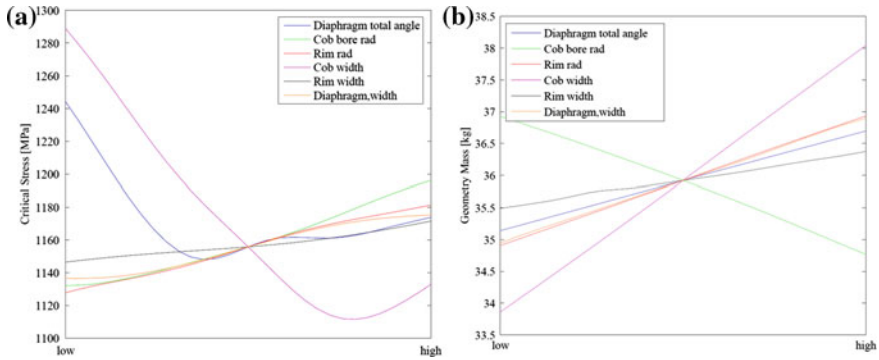 (a)
1300
1280
1260
1240
1220
1200
1180
1160
1140
1120
1100
Critical Stress [MPa]
low
high
Diaphragm total angle
Cob bore rad
Rim rad
Cob width
Rim width
Diaphragm,width
(b)
38.5
38
37.5
37
36.5
36
35.5
35
34.5
34
33.5
Geometry Mass [kg]
low
high
Diaphragm total angle
Cob bore rad
Rim rad
Cob width
Rim width
Diaphragm,width